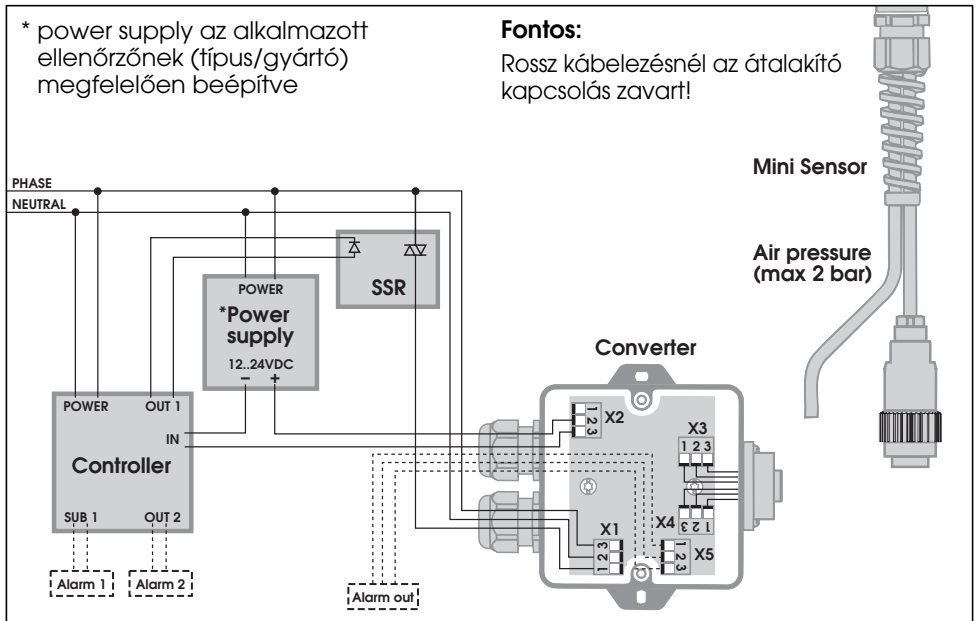 * power supply az alkalmazott
ellenőrzőnek (típus/gyártó)
megfelelően beépítve
Fontos:
Rossz kábelezésnél az átalakító
kapcsolás zavart!
Mini Sensor
Air pressure
(max 2 bar)
PHASE
NEUTRAL
SSR
POWER
*Power
supply
12..24VDC
– +
POWER OUT 1
IN
Controller
SUB 1 OUT 2
Alarm 1
Alarm 2
Alarm out
Converter
1 2 3
X2
X3
1 2 3
1 2 3
X4
X1
3 2 1
1 2 3
X5